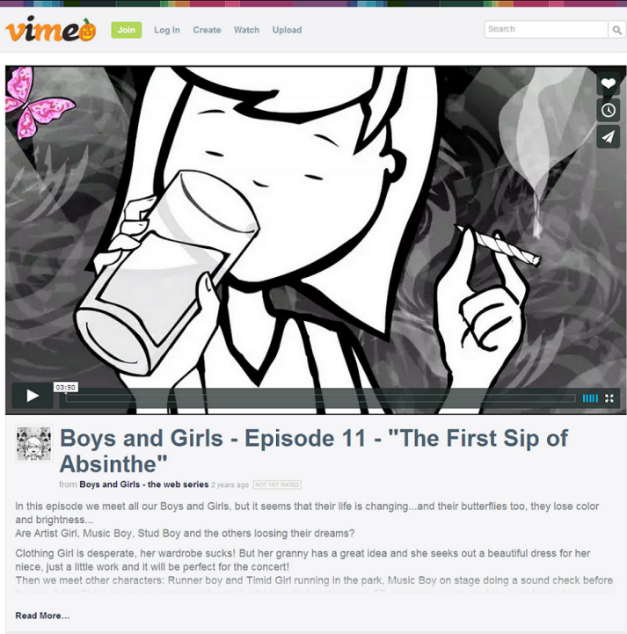 vimeo Join Log In Create Watch Upload Search
03:50
Boys and Girls - Episode 11 - "The First Sip of
Absinthe"
from Boys and Girls - the web series 2 years ago NOT YET RATED
In this episode we meet all our Boys and Girls, but it seems that their life is changing...and their butterflies too, they lose color
and brightness...
Are Artist Girl, Music Boy, Stud Boy and the others loosing their dreams?
Clothing Girl is desperate, her wardrobe sucks! But her granny has a great idea and she seeks out a beautiful dress for her
niece, just a little work and it will be perfect for the concert!
Then we meet other characters: Runner boy and Timid Girl running in the park, Music Boy on stage doing a sound check before
Read More...